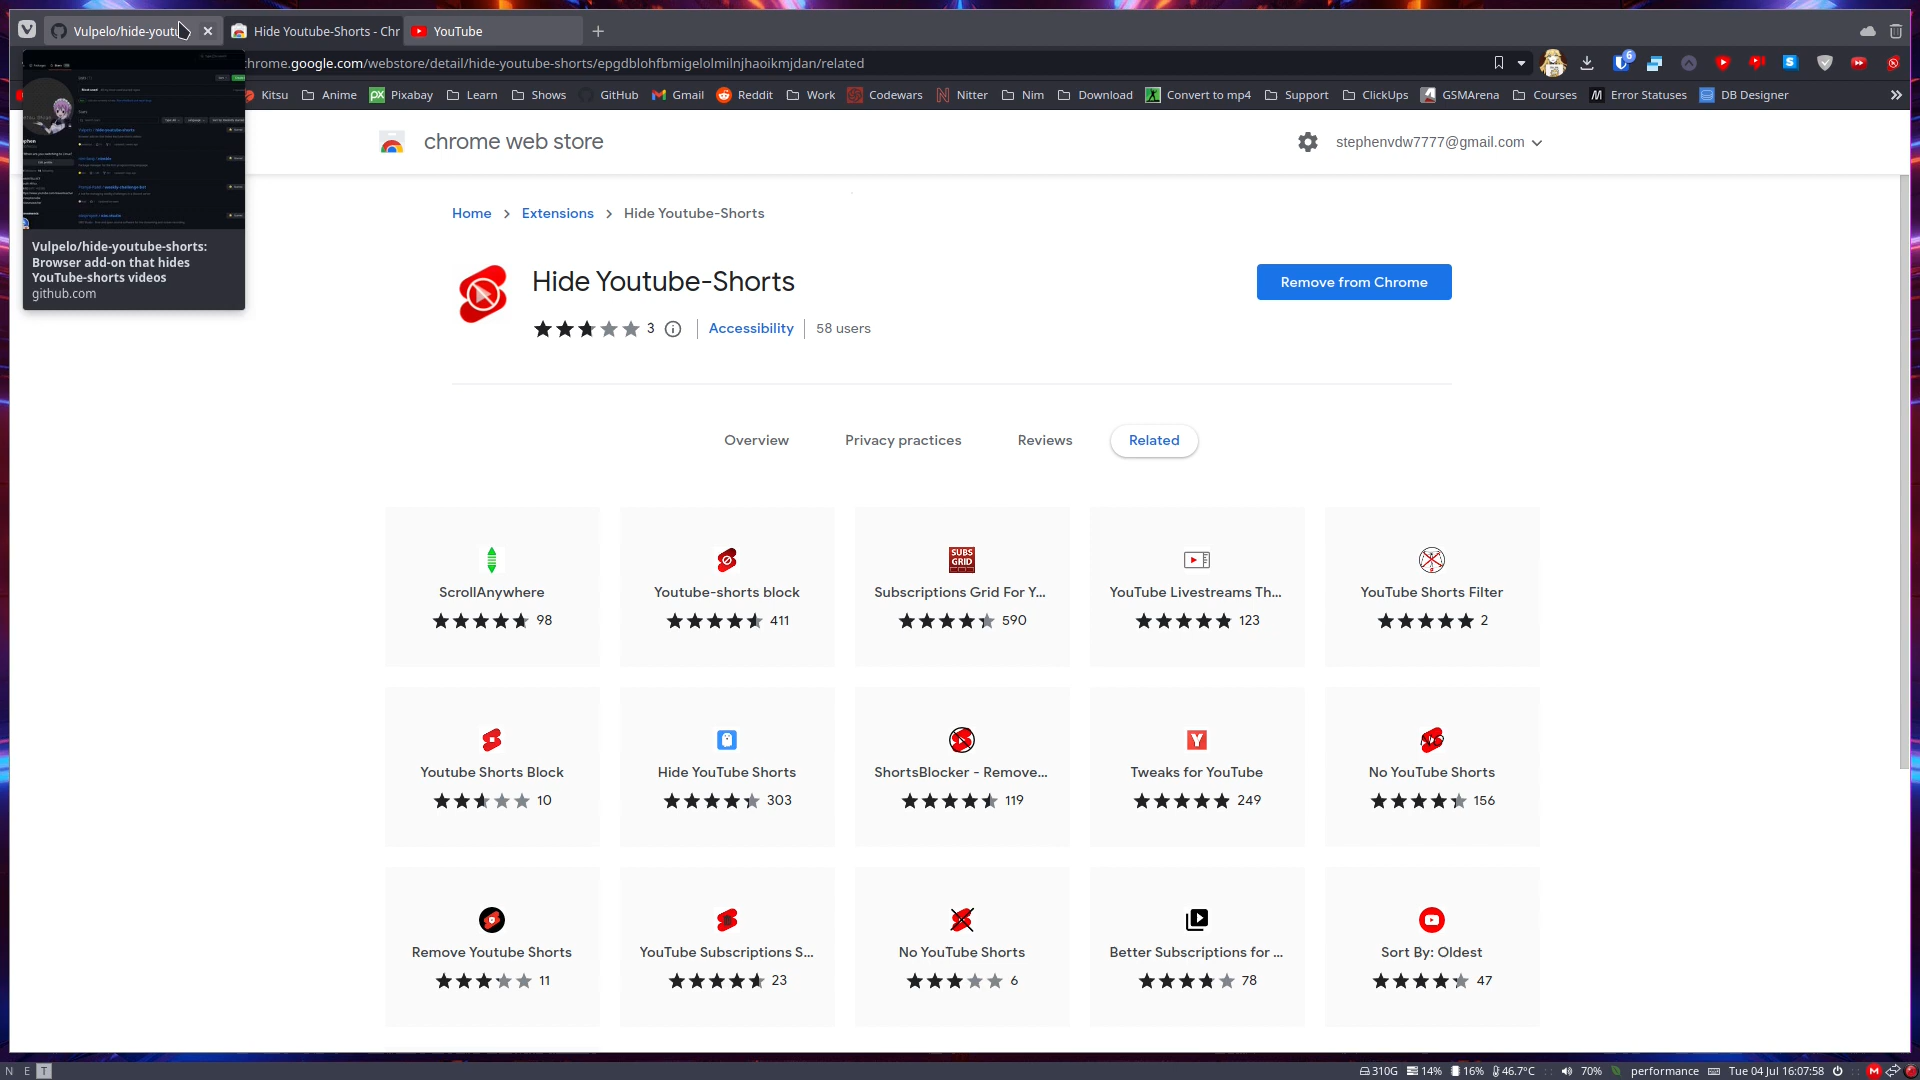 Vulpelo/hide-youtu
Hide Youtube-Shorts - Chr
YouTube
chrome.google.com/webstore/detail/hide-youtube-shorts/epgdblohfbmigelolmilnjhaoikmjdan/related
6
Kitsu
Anime
Pixabay
Learn
Shows
GitHub
Gmail
Reddit
Work
Codewars
Nitter
Nim
Download
Convert to mp4
Support
ClickUps
GSMArena
Courses
Error Statuses
DB Designer
Vulpelo/hide-youtube-shorts:
Browser add-on that hides
YouTube-shorts videos
github.com
chrome web store
stephenvdw7777@gmail.com
Home
Extensions
Hide Youtube-Shorts
Hide Youtube-Shorts
Remove from Chrome
3
Accessibility
58 users
Overview
Privacy practices
Reviews
Related
SUBS
GRID
ScrollAnywhere
Youtube-shorts block
Subscriptions Grid For Y...
YouTube Livestreams Th...
YouTube Shorts Filter
98
411
590
123
2
Youtube Shorts Block
Hide YouTube Shorts
ShortsBlocker - Remove...
Tweaks for YouTube
No YouTube Shorts
10
303
119
249
156
Remove Youtube Shorts
YouTube Subscriptions S...
No YouTube Shorts
Better Subscriptions for ...
Sort By: Oldest
11
23
6
78
47
N E T
310G
14%
16%
46.7°C
70%
performance
Tue 04 Jul 16:07:58